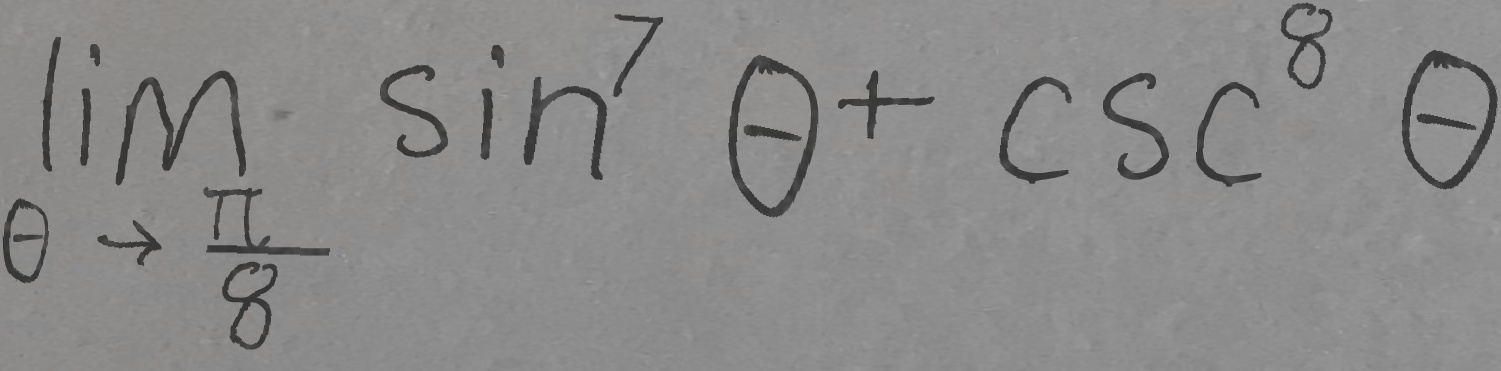 lim sin⁷ θ + csc⁸ θ
θ → π/8